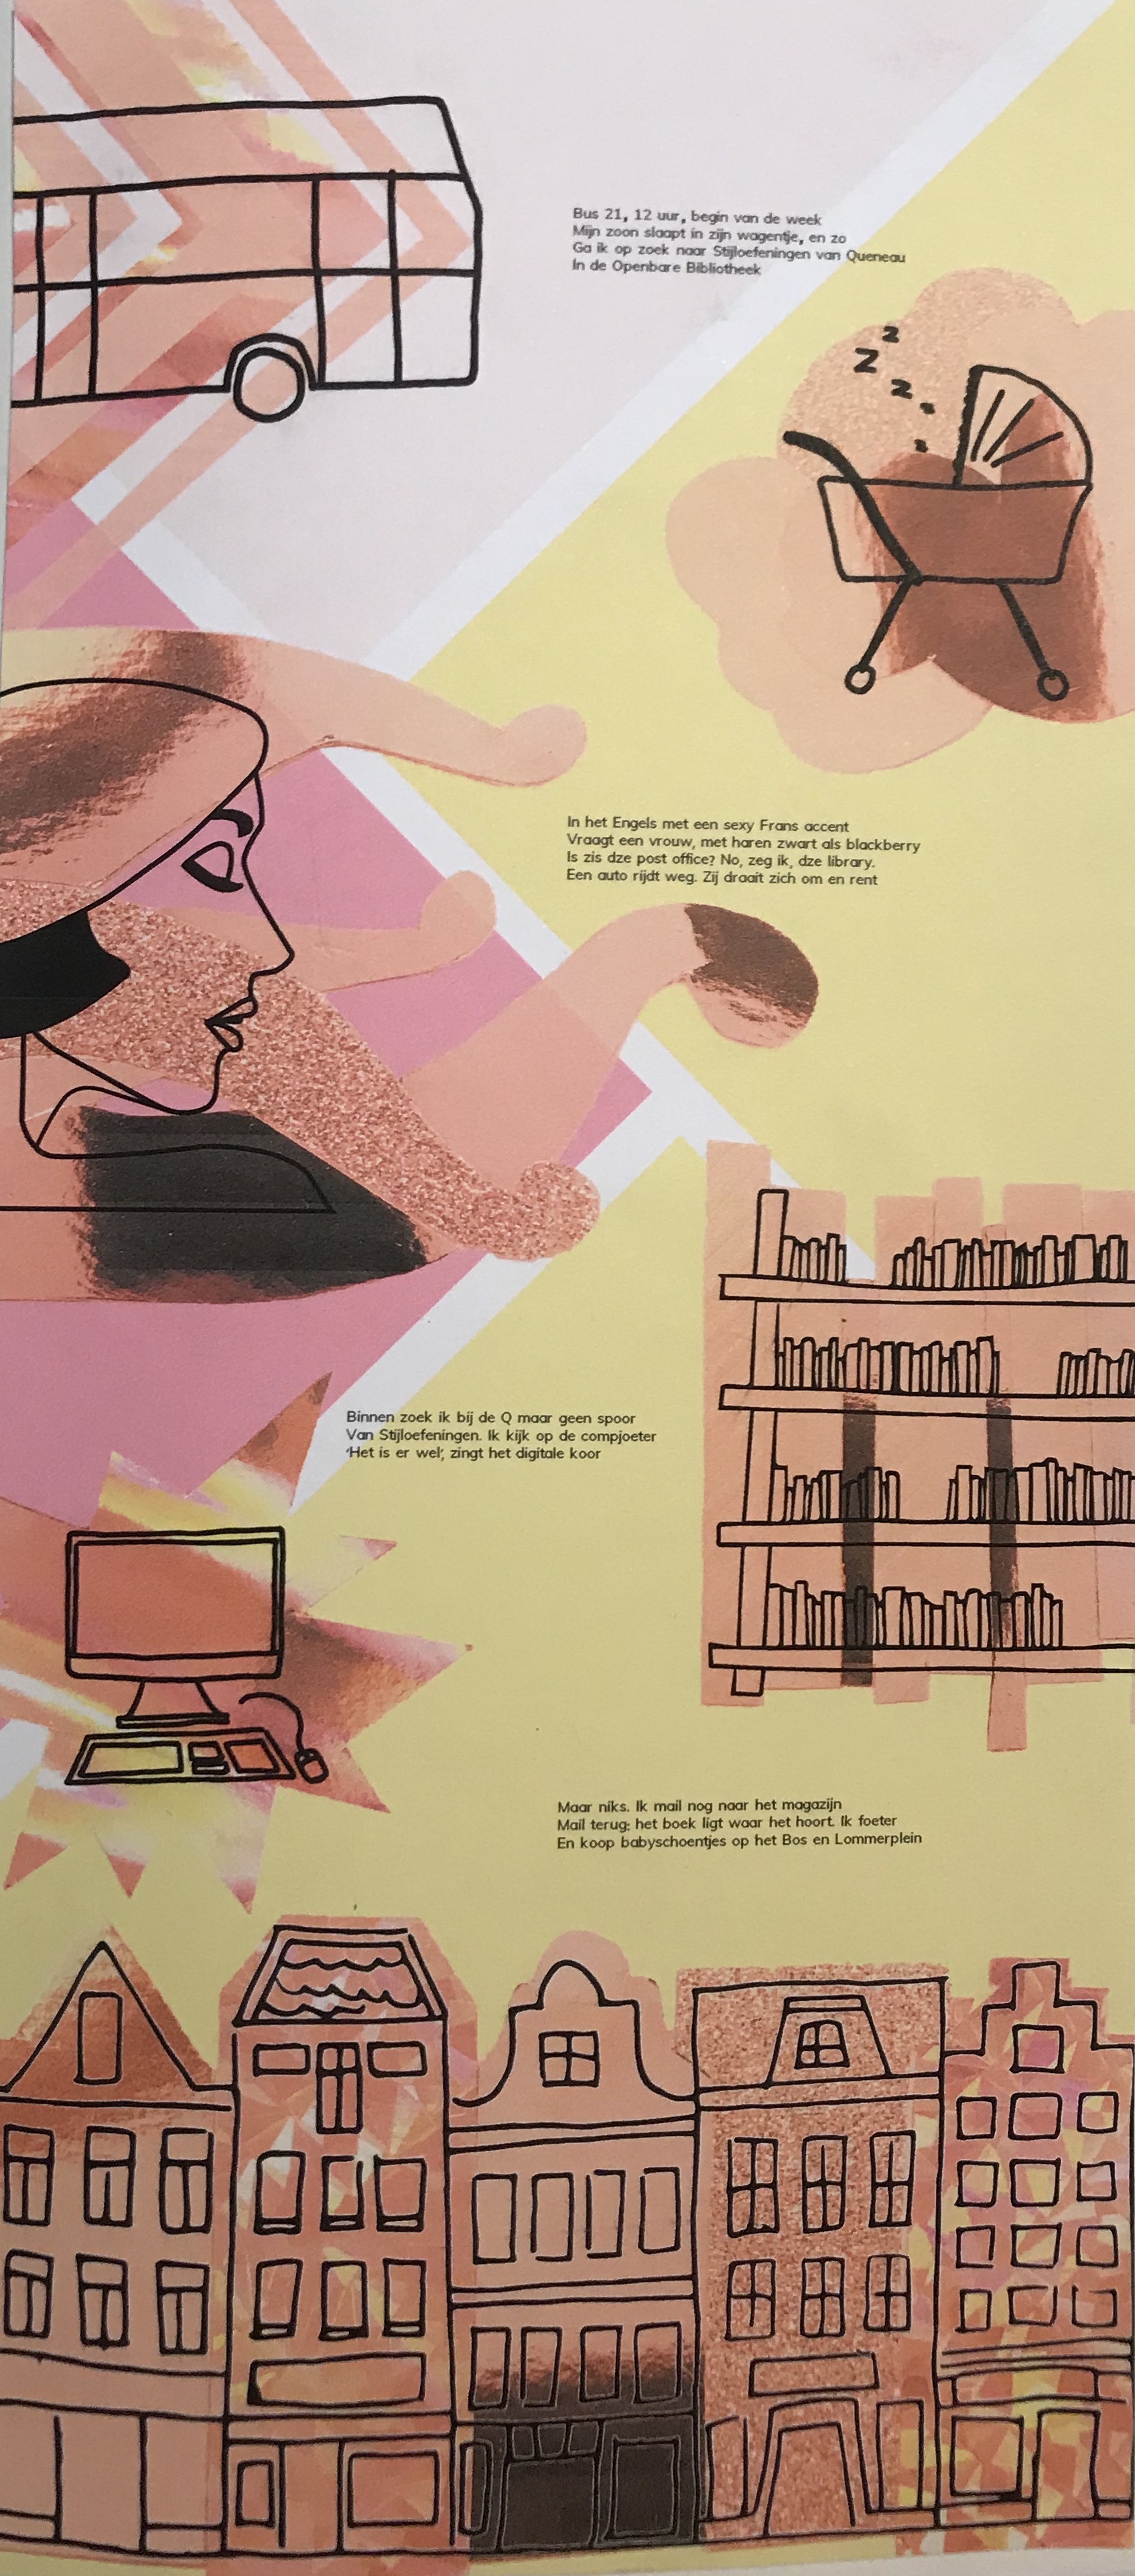 Bus 21, 12 uur, begin van de week
Mijn zoon slaapt in zijn wagentje, en zo
Ga ik op zoek naar Stijloefeningen van Queneau
In de Openbare Bibliotheek
z
Z
z
z
z
In het Engels met een sexy Frans accent
Vraagt een vrouw, met haren zwart als blackberry
Is zis dze post office? No, zeg ik, dze library.
Een auto rijdt weg. Zij draait zich om en rent
Binnen zoek ik bij de Q maar geen spoor
Van Stijloefeningen. Ik kijk op de compjoeter
‘Het is er wel’, zingt het digitale koor
Maar niks. Ik mail nog naar het magazijn
Mail terug: het boek ligt waar het hoort. Ik foeter
En koop babyschoentjes op het Bos en Lommerplein